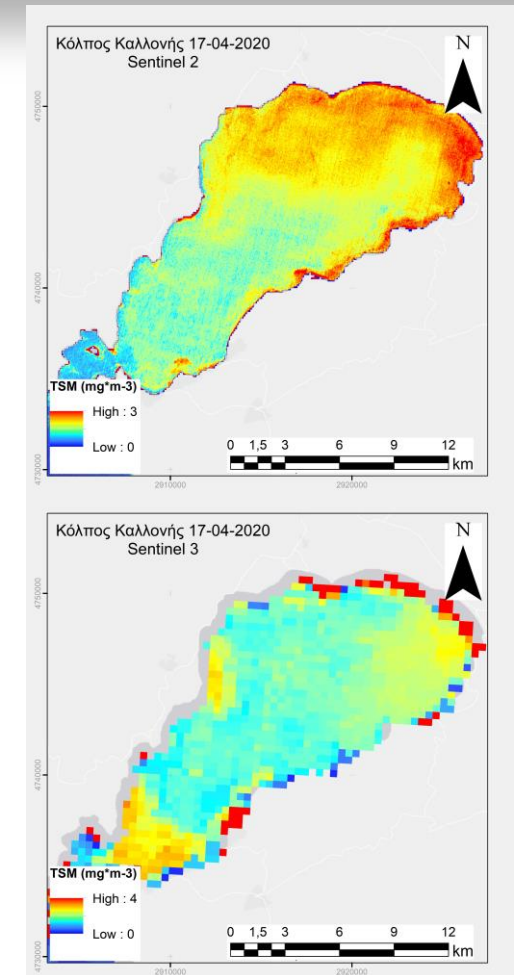 Κόλπος Καλλονής 17-04-2020
Sentinel 2
N
4750000
4740000
4730000
TSM (mg*m-3)
High : 3
Low : 0
0 1,5 3 6 9 12
km
2910000 2920000
Κόλπος Καλλονής 17-04-2020
Sentinel 3
N
4750000
4740000
4730000
TSM (mg*m-3)
High : 4
Low : 0
0 1,5 3 6 9 12
km
2910000 2920000